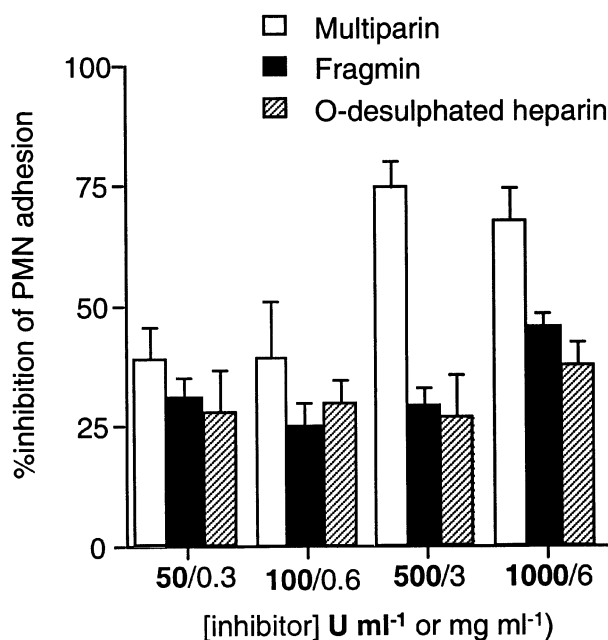 Multiparin
Fragmin
O-desulphated heparin
%inhibition of PMN adhesion
100
75
50
25
0
50/0.3 100/0.6 500/3 1000/6
[inhibitor] U ml⁻¹ or mg ml⁻¹)